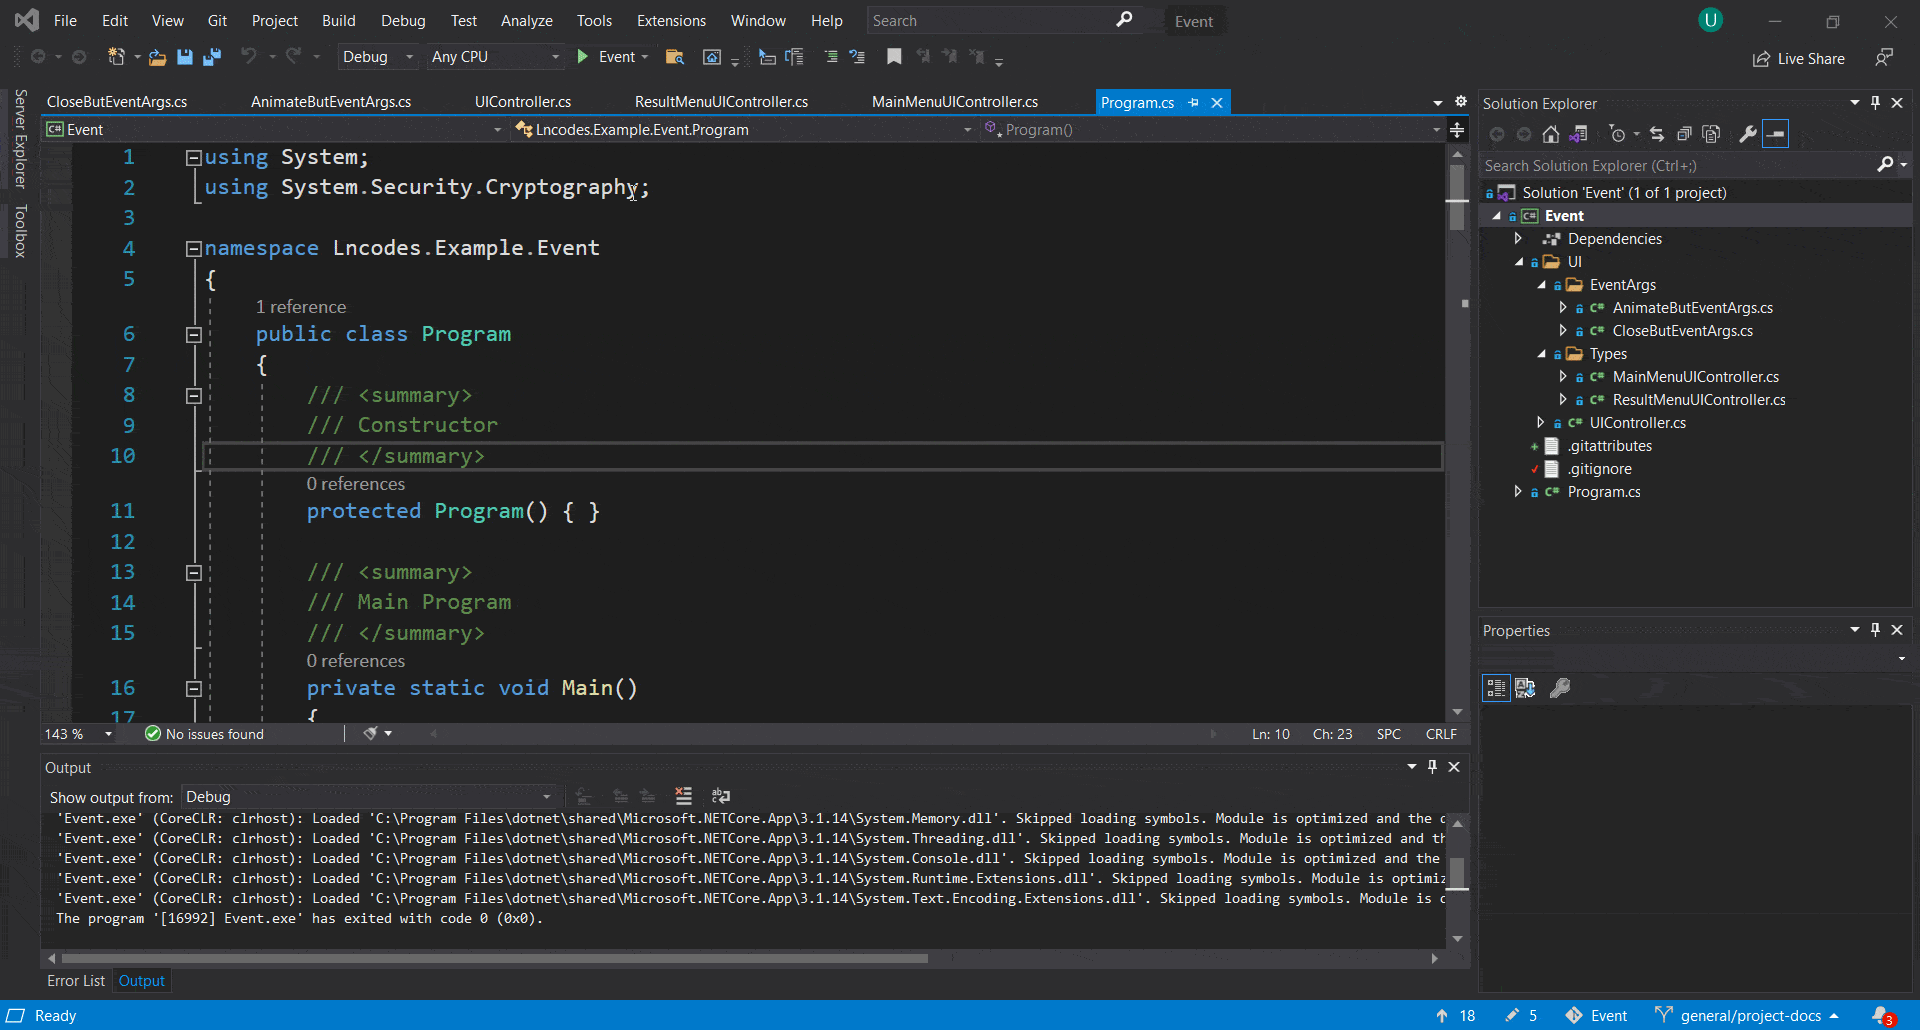 File Edit View Git Project Build Debug Test Analyze Tools Extensions Window Help Search Event U
Debug Any CPU Event Live Share
Server Explorer
Toolbox
CloseButEventArgs.cs AnimateButEventArgs.cs UIController.cs ResultMenuUIController.cs MainMenuUIController.cs Program.cs
C# Event Lncodes.Example.Event.Program Program()
1 using System;
2 using System.Security.Cryptography;
3
4 namespace Lncodes.Example.Event
5 {
1 reference
6 public class Program
7 {
8 /// <summary>
9 /// Constructor
10 /// </summary>
0 references
11 protected Program() { }
12
13 /// <summary>
14 /// Main Program
15 /// </summary>
0 references
16 private static void Main()
17 {
143 % No issues found Ln: 10 Ch: 23 SPC CRLF
Output
Show output from: Debug
'Event.exe' (CoreCLR: clrhost): Loaded 'C:\Program Files\dotnet\shared\Microsoft.NETCore.App\3.1.14\System.Memory.dll'. Skipped loading symbols. Module is optimized and the
'Event.exe' (CoreCLR: clrhost): Loaded 'C:\Program Files\dotnet\shared\Microsoft.NETCore.App\3.1.14\System.Threading.dll'. Skipped loading symbols. Module is optimized and th
'Event.exe' (CoreCLR: clrhost): Loaded 'C:\Program Files\dotnet\shared\Microsoft.NETCore.App\3.1.14\System.Console.dll'. Skipped loading symbols. Module is optimized and the
'Event.exe' (CoreCLR: clrhost): Loaded 'C:\Program Files\dotnet\shared\Microsoft.NETCore.App\3.1.14\System.Runtime.Extensions.dll'. Skipped loading symbols. Module is optimiz
'Event.exe' (CoreCLR: clrhost): Loaded 'C:\Program Files\dotnet\shared\Microsoft.NETCore.App\3.1.14\System.Text.Encoding.Extensions.dll'. Skipped loading symbols. Module is
The program '[16992] Event.exe' has exited with code 0 (0x0).
Error List Output
Solution Explorer
Search Solution Explorer (Ctrl+;)
Solution 'Event' (1 of 1 project)
C# Event
Dependencies
UI
EventArgs
C# AnimateButEventArgs.cs
C# CloseButEventArgs.cs
Types
C# MainMenuUIController.cs
C# ResultMenuUIController.cs
C# UIController.cs
.gitattributes
.gitignore
C# Program.cs
Properties
Ready 18 5 Event general/project-docs 3